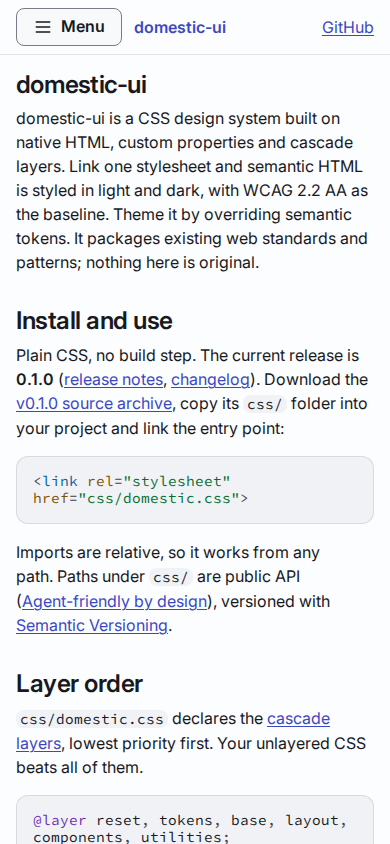 Menu domestic-ui GitHub
domestic-ui
domestic-ui is a CSS design system built on
native HTML, custom properties and cascade
layers. Link one stylesheet and semantic HTML
is styled in light and dark, with WCAG 2.2 AA as
the baseline. Theme it by overriding semantic
tokens. It packages existing web standards and
patterns; nothing here is original.
Install and use
Plain CSS, no build step. The current release is
0.1.0 (release notes, changelog). Download the
v0.1.0 source archive, copy its css/ folder into
your project and link the entry point:
<link rel="stylesheet"
href="css/domestic.css">
Imports are relative, so it works from any
path. Paths under css/ are public API
(Agent-friendly by design), versioned with
Semantic Versioning.
Layer order
css/domestic.css declares the cascade
layers, lowest priority first. Your unlayered CSS
beats all of them.
@layer reset, tokens, base, layout,
components, utilities;